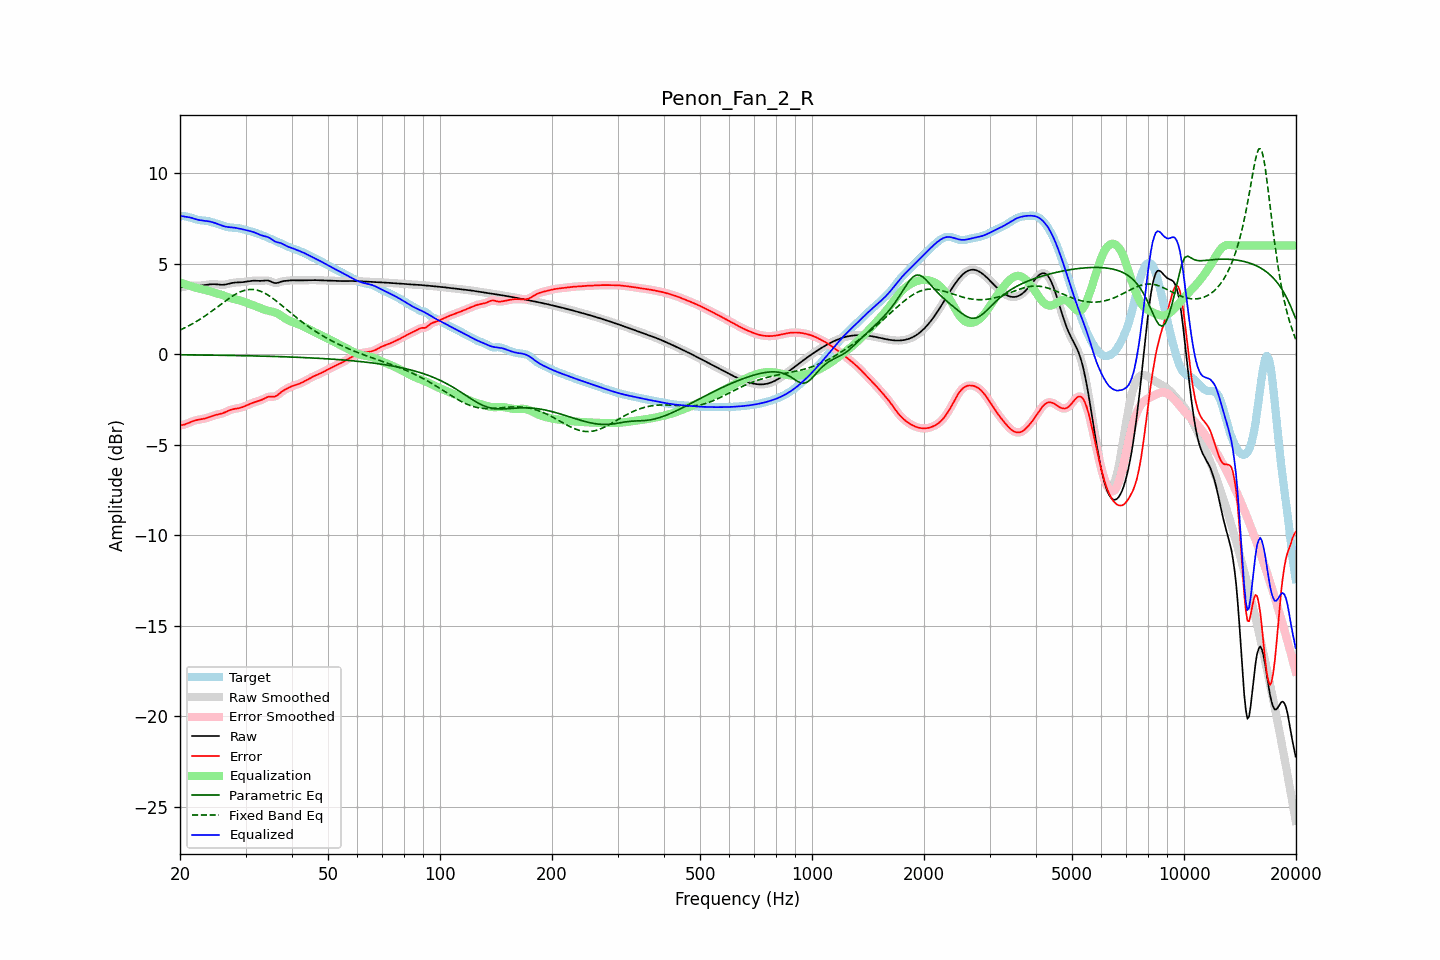 Penon_Fan_2_R
10
5
0
−5
−10
−15
−20
−25
Amplitude (dBr)
Target
Raw Smoothed
Error Smoothed
Raw
Error
Equalization
Parametric Eq
Fixed Band Eq
Equalized
20 50 100 200 500 1000 2000 5000 10000 20000
Frequency (Hz)